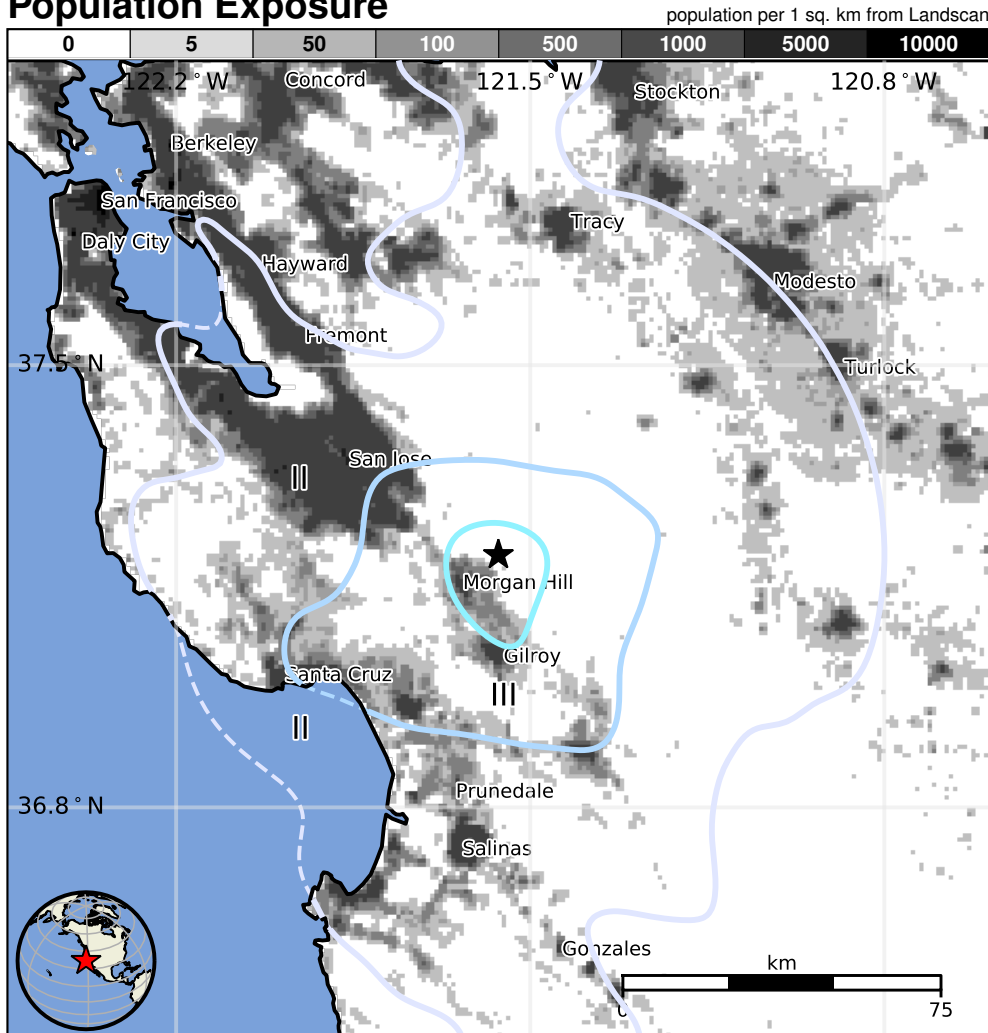 Population Exposure
population per 1 sq. km from Landscan
0 5 50 100 500 1000 5000 10000
122.2°W 121.5°W 120.8°W
Concord
Stockton
Berkeley
San Francisco
Tracy
Daly City
Hayward
Modesto
Fremont
37.5°N
Turlock
San Jose
II
Morgan Hill
Gilroy
Santa Cruz
III
II
Prunedale
36.8°N
Salinas
Gonzales
km
0 75